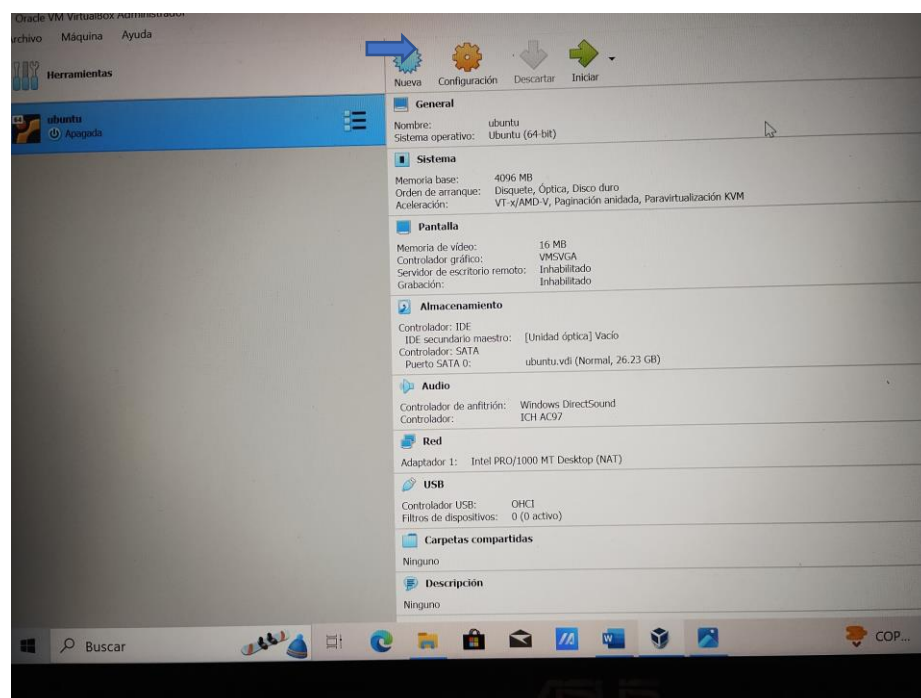 Oracle VM VirtualBox Administrador
Archivo Máquina Ayuda
Herramientas
Nueva Configuración Descartar Iniciar
64
ubuntu
Apagada
General
Nombre: ubuntu
Sistema operativo: Ubuntu (64-bit)
Sistema
Memoria base: 4096 MB
Orden de arranque: Disquete, Óptica, Disco duro
Aceleración: VT-x/AMD-V, Paginación anidada, Paravirtualización KVM
Pantalla
Memoria de vídeo: 16 MB
Controlador gráfico: VMSVGA
Servidor de escritorio remoto: Inhabilitado
Grabación: Inhabilitado
Almacenamiento
Controlador: IDE
IDE secundario maestro: [Unidad óptica] Vacío
Controlador: SATA
Puerto SATA 0: ubuntu.vdi (Normal, 26.23 GB)
Audio
Controlador de anfitrión: Windows DirectSound
Controlador: ICH AC97
Red
Adaptador 1: Intel PRO/1000 MT Desktop (NAT)
USB
Controlador USB: OHCI
Filtros de dispositivos: 0 (0 activo)
Carpetas compartidas
Ninguno
Descripción
Ninguno
Buscar
W
COP...
ASUS